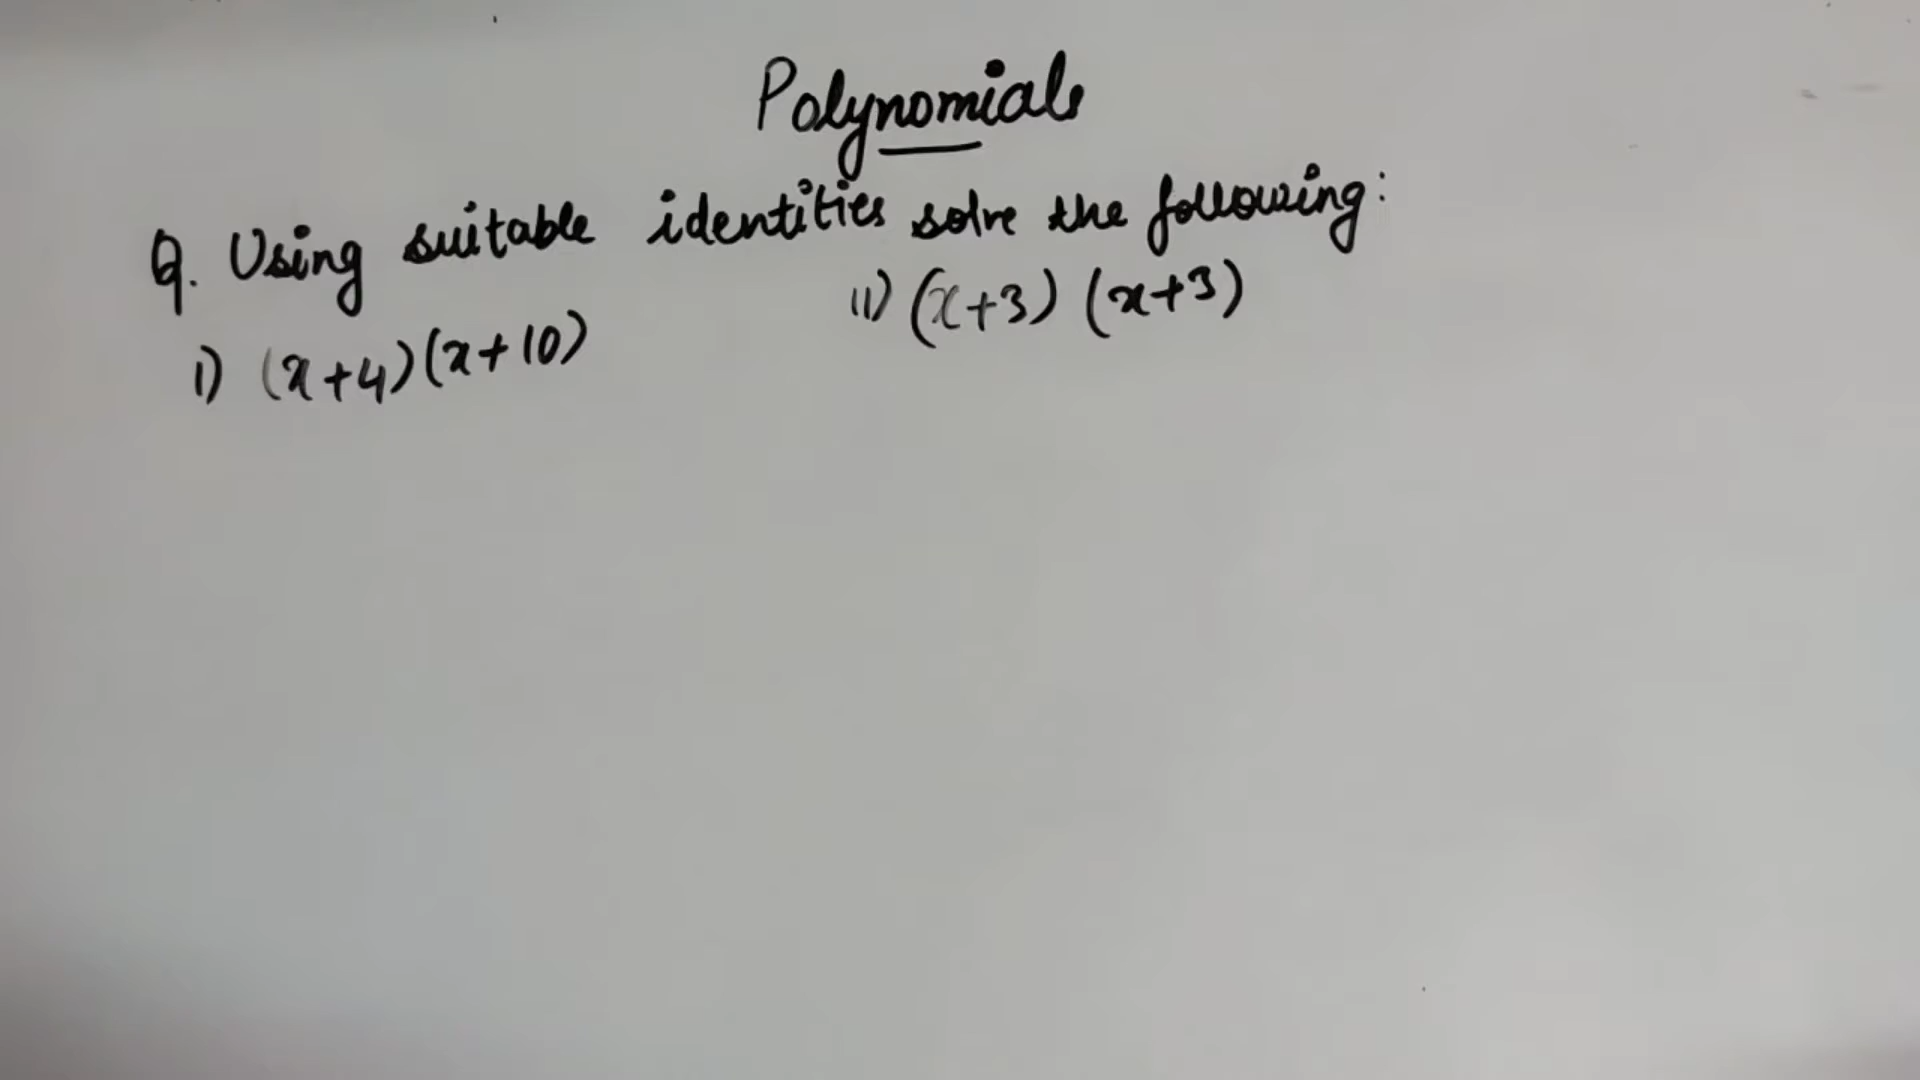 Polynomials
Q. Using suitable identities solve the following:
i) (x+4)(x+10)
ii) (x+3) (x+3)